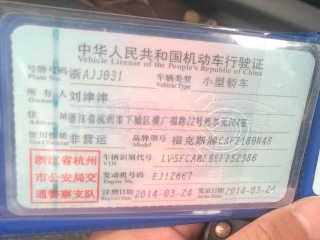 中华人民共和国机动车行驶证
Vehicle License of the People's Republic of China
号牌号码 浙AJJ031 车辆类型 小型轿车
Plate No. Vehicle Type
所有人 刘津津
Owner
住址 浙江省杭州市下城区
Address
使用性质 非营运 品牌型号 福克斯牌CAF7180N48
Use Character Model
浙江省杭州市公安局交通警察支队
车辆识别代号 LVSFCAMEBEF752386
VIN
发动机号码 EJ12667
Engine No.
注册日期 2014-03-24 发证日期 2014-03-24
Register Date Issue Date